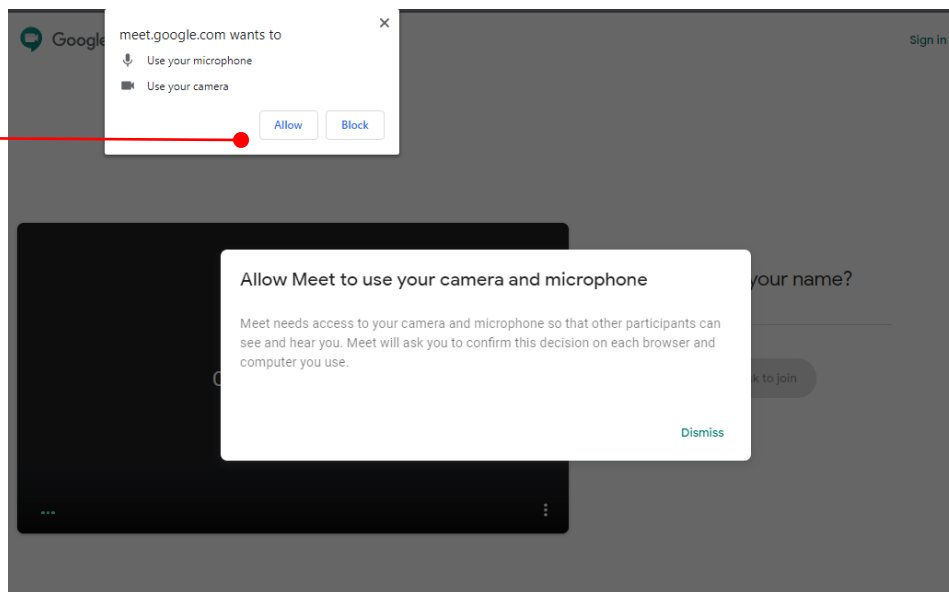 Google
meet.google.com wants to
Use your microphone
Use your camera
Allow
Block
Sign in
Allow Meet to use your camera and microphone
Meet needs access to your camera and microphone so that other participants can
see and hear you. Meet will ask you to confirm this decision on each browser and
computer you use.
Dismiss
your name?
to join